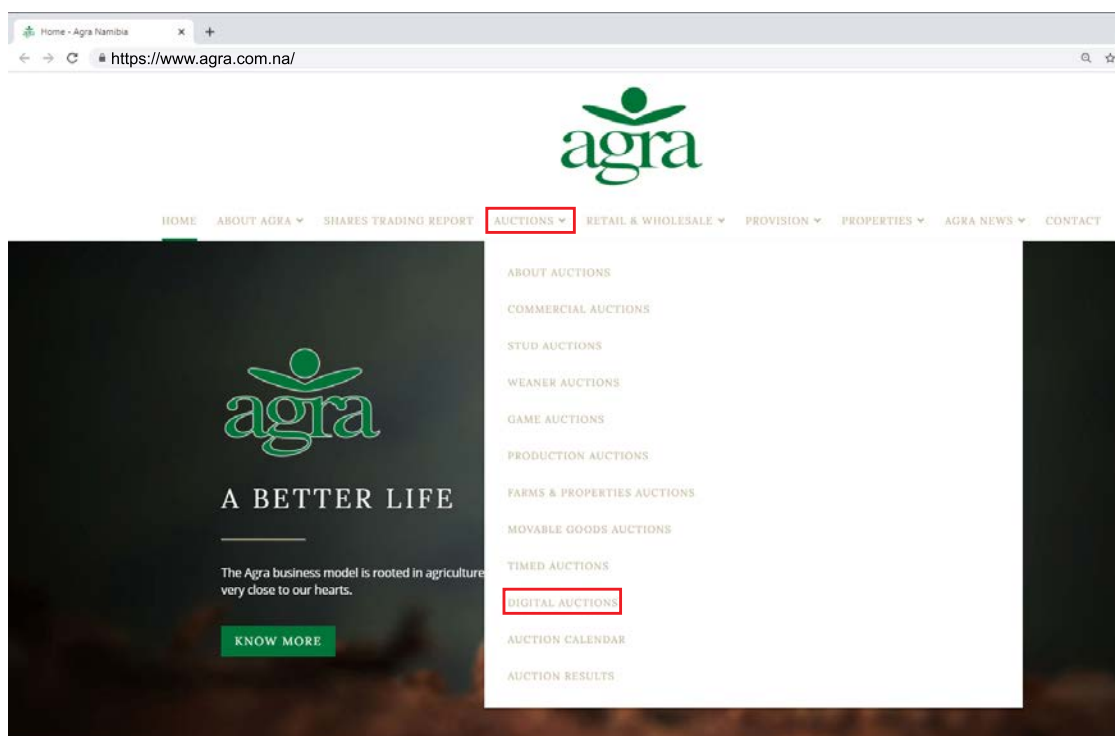 Home - Agra Namibia
https://www.agra.com.na/
agra
HOME ABOUT AGRA SHARES TRADING REPORT AUCTIONS RETAIL & WHOLESALE PROVISION PROPERTIES AGRA NEWS CONTACT
ABOUT AUCTIONS
COMMERCIAL AUCTIONS
STUD AUCTIONS
WEANER AUCTIONS
GAME AUCTIONS
PRODUCTION AUCTIONS
FARMS & PROPERTIES AUCTIONS
MOVABLE GOODS AUCTIONS
TIMED AUCTIONS
DIGITAL AUCTIONS
AUCTION CALENDAR
AUCTION RESULTS
agra
A BETTER LIFE
The Agra business model is rooted in agriculture
very close to our hearts.
KNOW MORE